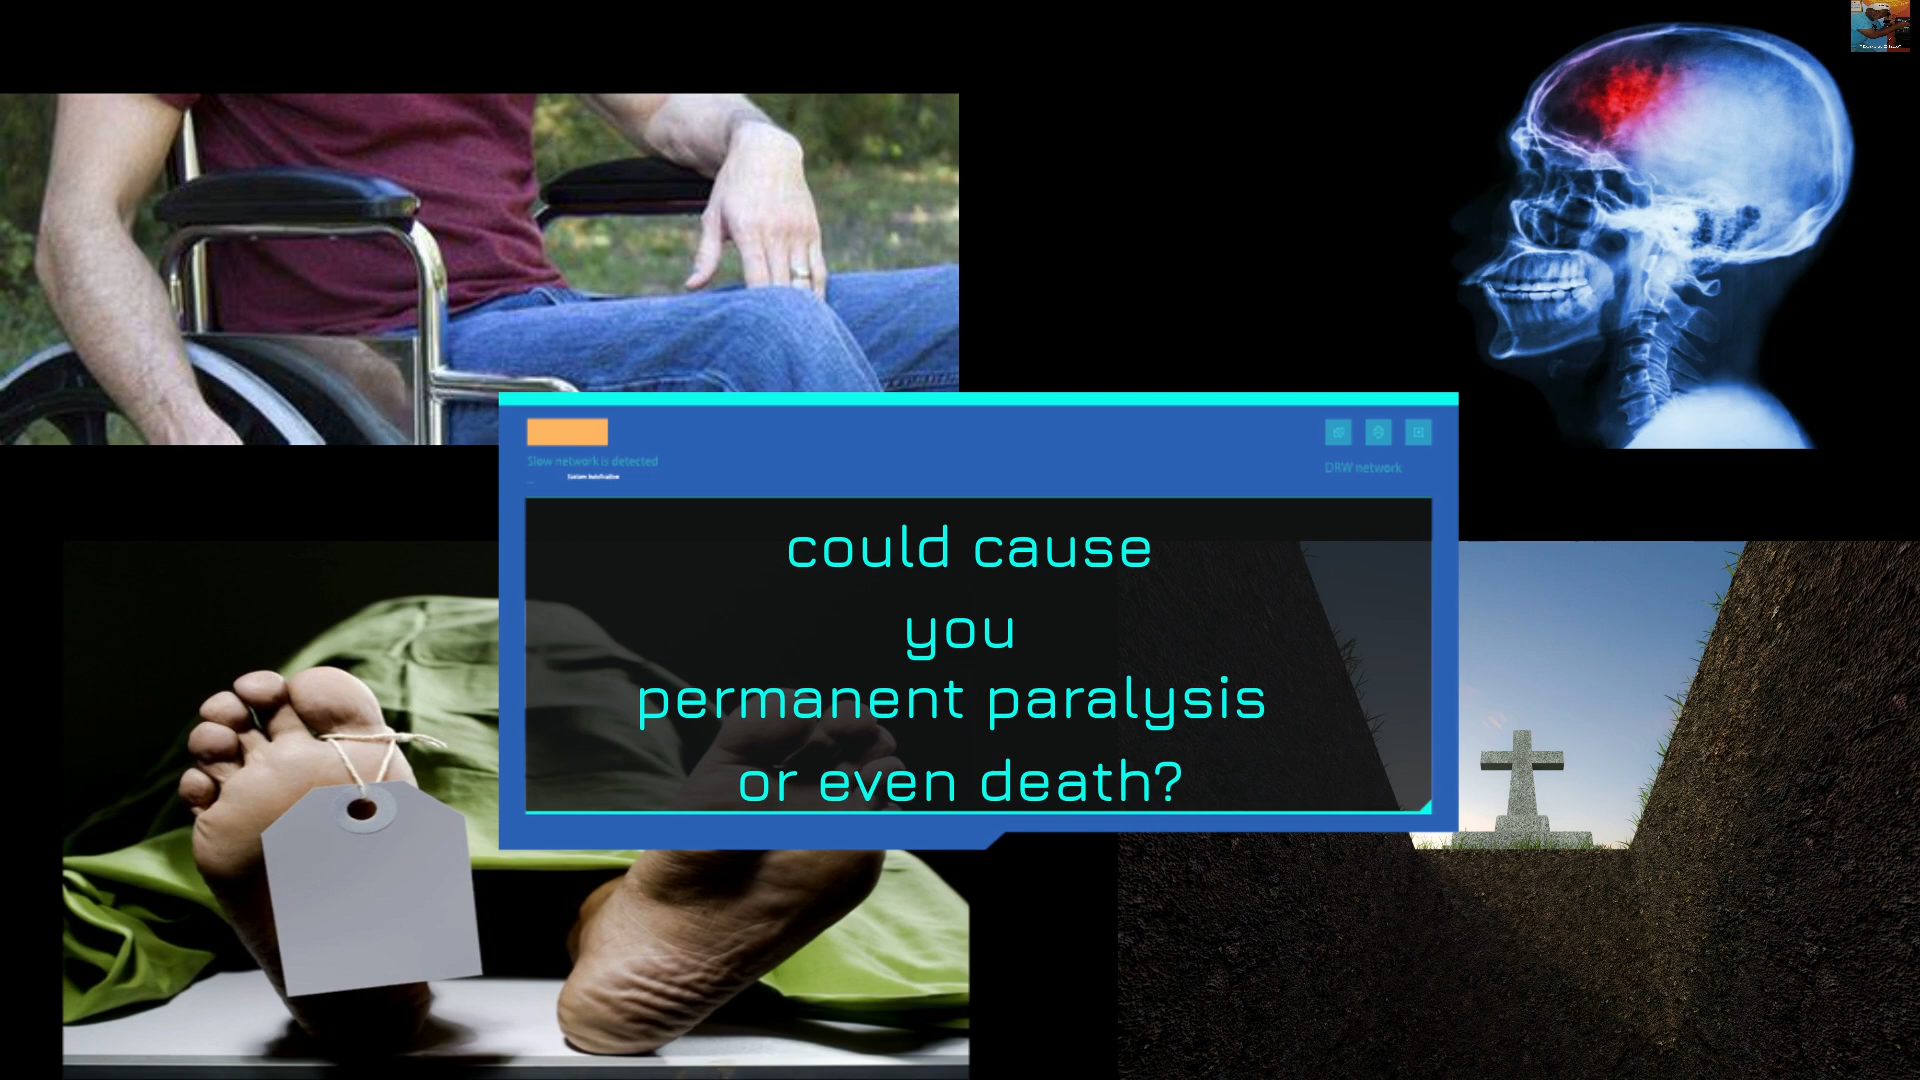 Slow network is detected
DRW network
could cause
you
permanent paralysis
or even death?